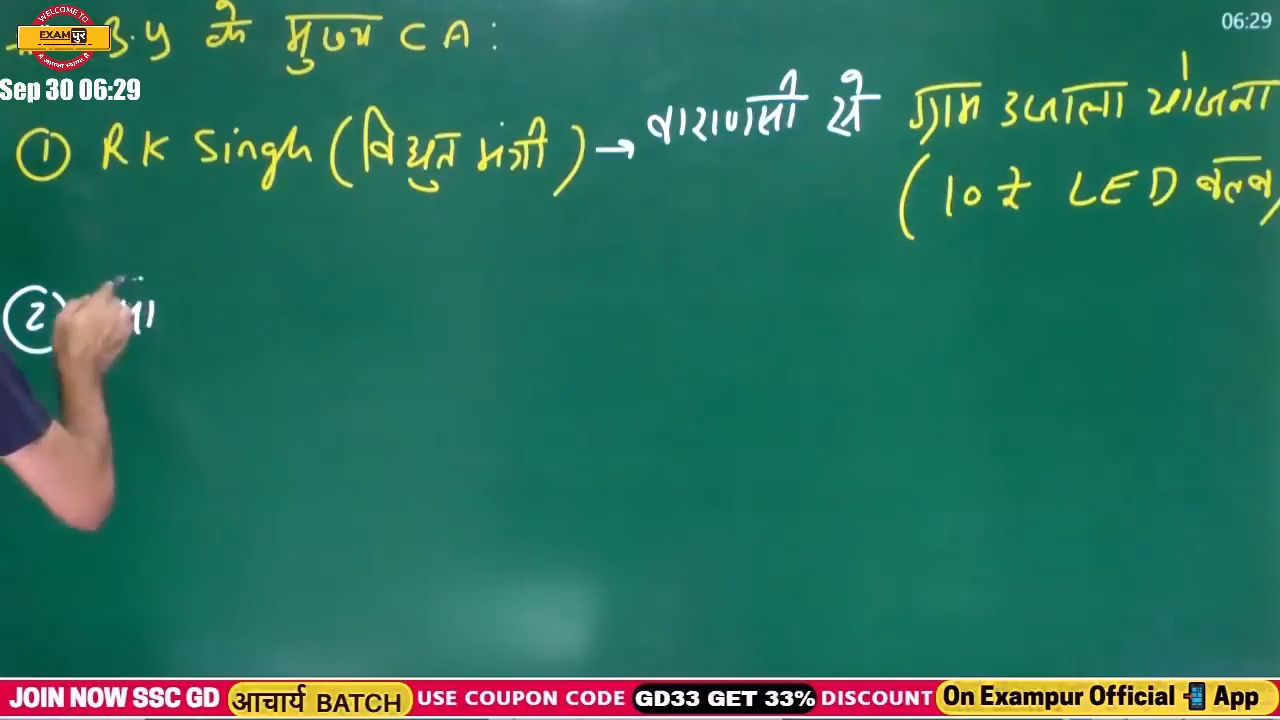 WELCOME TO
EXAMपुर
06:29
B.y के मुख्य CA:
Sep 30 06:29
① RK Singh (विद्युत मंत्री) → वाराणसी से ग्राम उजाला योजना
(10 ₹ LED बल्ब)
②
JOIN NOW SSC GD आचार्य BATCH USE COUPON CODE GD33 GET 33% DISCOUNT On Exampur Official App